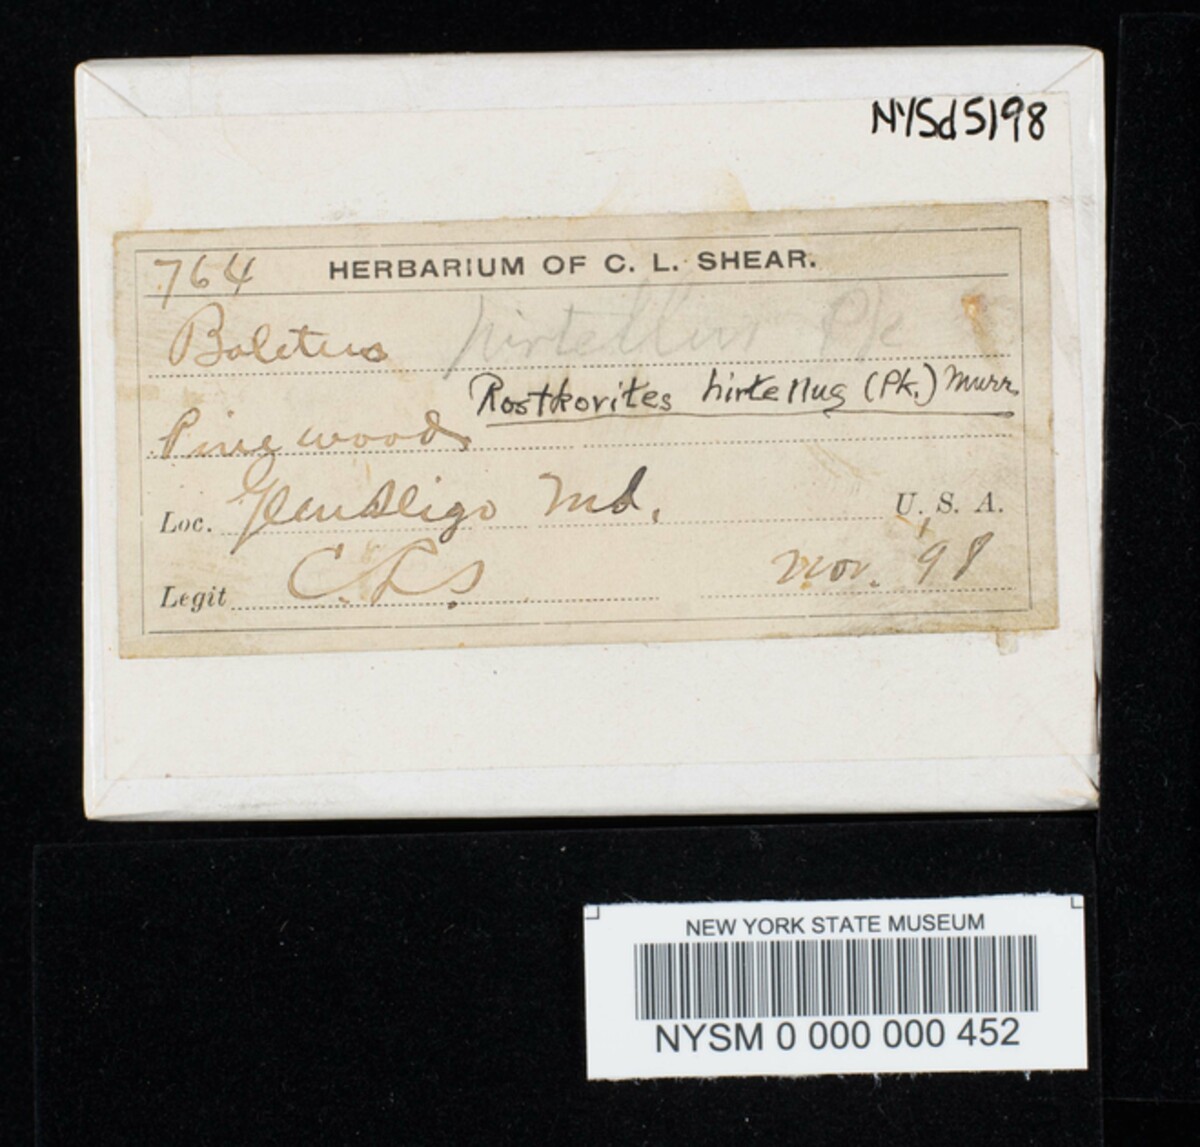 NYSd5198
764 HERBARIUM OF C. L. SHEAR.
Boletus hirtellus Pk
Rostkovites hirtellus (Pk.) Murr.
Pine woods
Loc. Glen Sligo Md. U. S. A.
Legit C. L. S Nov. '98
NEW YORK STATE MUSEUM
NYSM 0 000 000 452